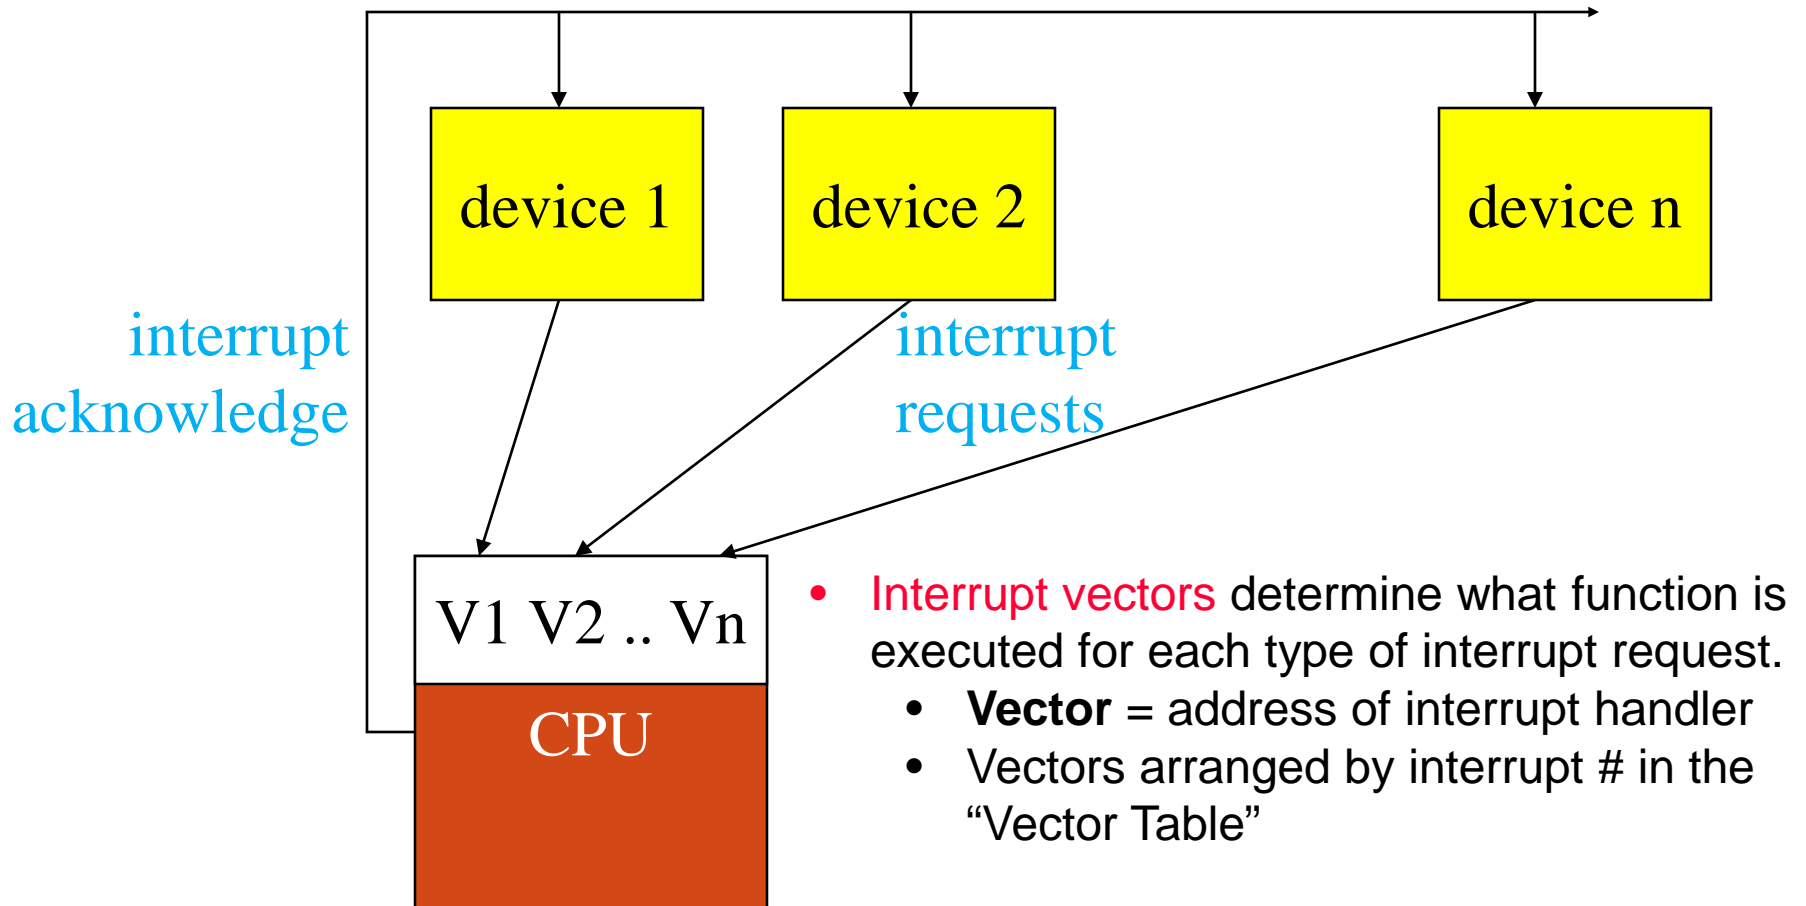 device 1
device 2
device n
interrupt
acknowledge
interrupt
requests
V1 V2 .. Vn
CPU
• Interrupt vectors determine what function is
executed for each type of interrupt request.
• Vector = address of interrupt handler
• Vectors arranged by interrupt # in the
“Vector Table”